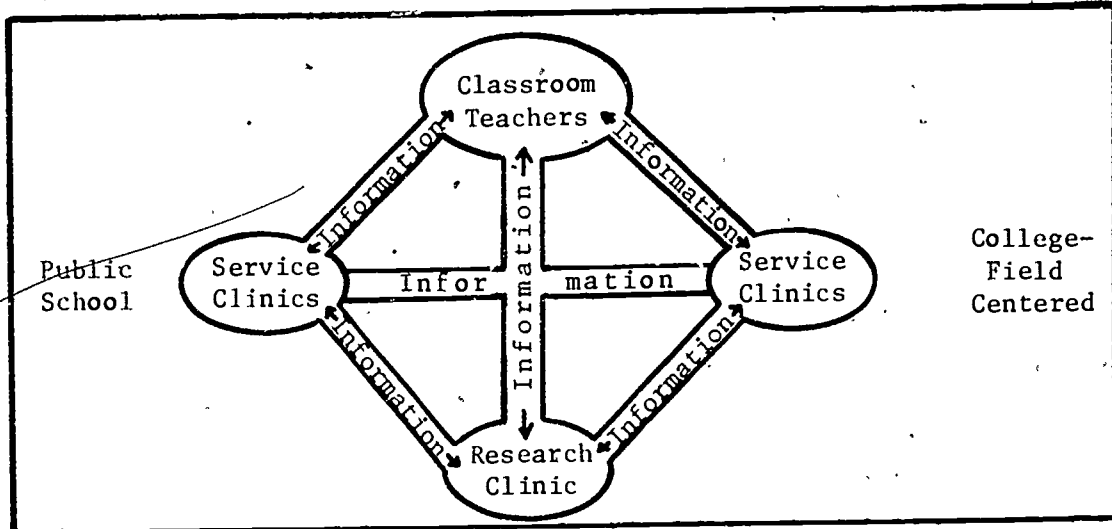 Classroom
Teachers
Information
Information
Information
Public
School
Service
Clinics
Infor mation
Service
Clinics
College-
Field
Centered
Information
Information
Research
Clinic